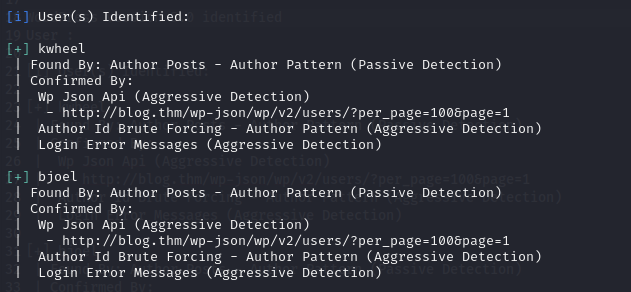 [i] User(s) Identified:
[+] kwheel
| Found By: Author Posts - Author Pattern (Passive Detection)
| Confirmed By:
|  Wp Json Api (Aggressive Detection)
|   - http://blog.thm/wp-json/wp/v2/users/?per_page=100&page=1
|  Author Id Brute Forcing - Author Pattern (Aggressive Detection)
|  Login Error Messages (Aggressive Detection)
[+] bjoel
| Found By: Author Posts - Author Pattern (Passive Detection)
| Confirmed By:
|  Wp Json Api (Aggressive Detection)
|   - http://blog.thm/wp-json/wp/v2/users/?per_page=100&page=1
|  Author Id Brute Forcing - Author Pattern (Aggressive Detection)
|  Login Error Messages (Aggressive Detection)